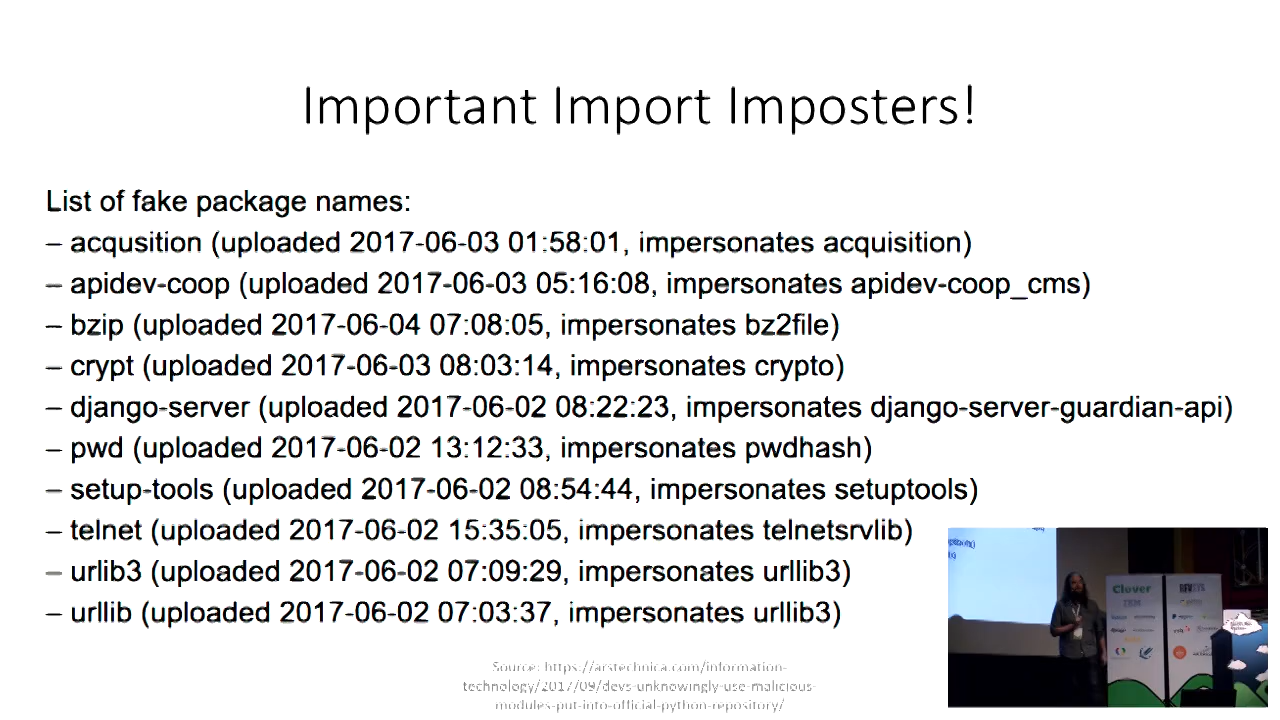 Important Import Imposters!
List of fake package names:
– acqusition (uploaded 2017-06-03 01:58:01, impersonates acquisition)
– apidev-coop (uploaded 2017-06-03 05:16:08, impersonates apidev-coop_cms)
– bzip (uploaded 2017-06-04 07:08:05, impersonates bz2file)
– crypt (uploaded 2017-06-03 08:03:14, impersonates crypto)
– django-server (uploaded 2017-06-02 08:22:23, impersonates django-server-guardian-api)
– pwd (uploaded 2017-06-02 13:12:33, impersonates pwdhash)
– setup-tools (uploaded 2017-06-02 08:54:44, impersonates setuptools)
– telnet (uploaded 2017-06-02 15:35:05, impersonates telnetsrvlib)
– urlib3 (uploaded 2017-06-02 07:09:29, impersonates urllib3)
– urllib (uploaded 2017-06-02 07:03:37, impersonates urllib3)
Source: https://arstechnica.com/information-
technology/2017/09/devs-unknowingly-use-malicious-
modules-put-into-official-python-repository/
Clover
IBM